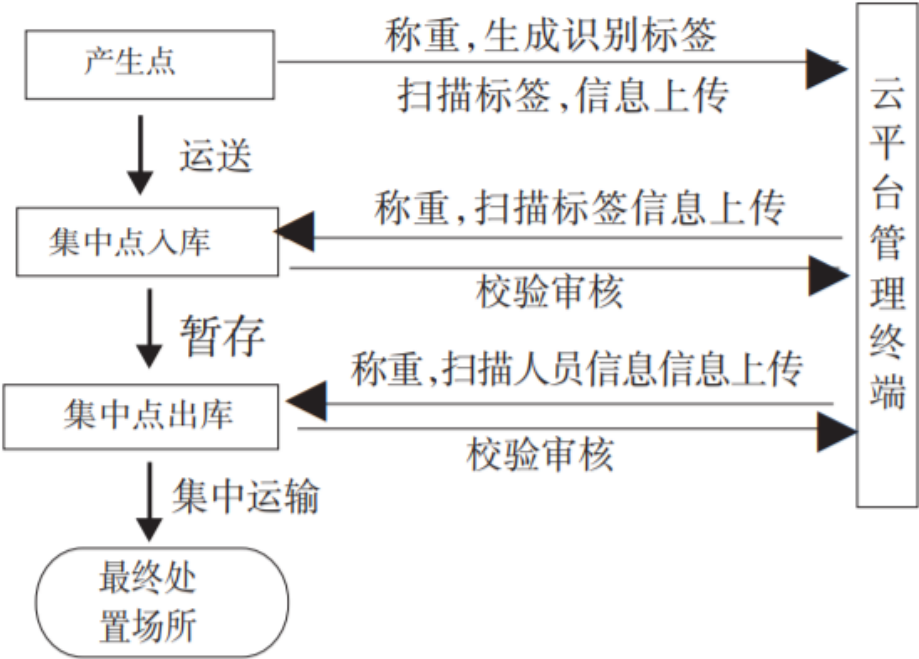 称重,生成识别标签
产生点
扫描标签,信息上传
运送
称重,扫描标签信息上传
集中点入库
校验审核
暂存
称重,扫描人员信息信息上传
集中点出库
校验审核
集中运输
最终处
置场所
云平台管理终端